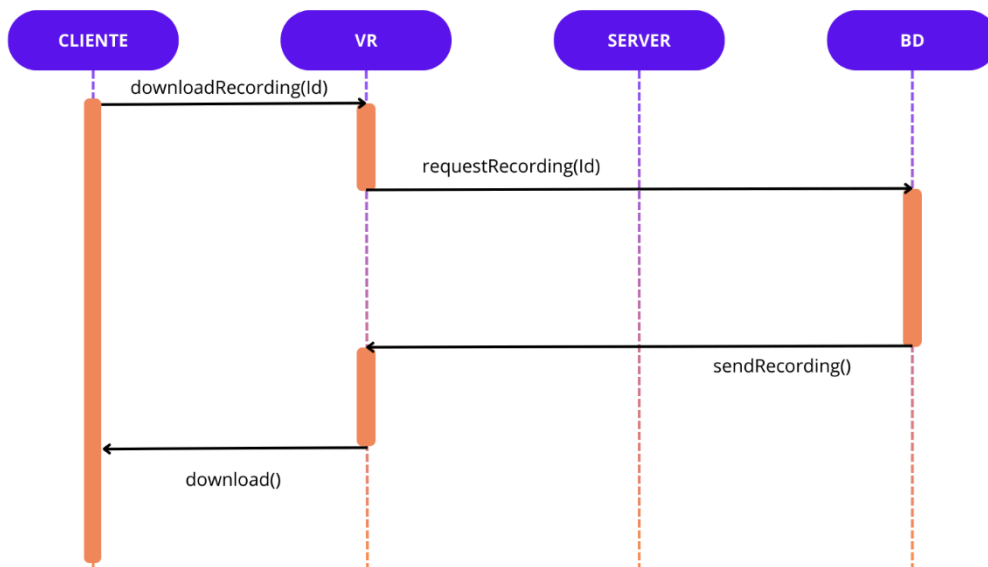 CLIENTE
VR
SERVER
BD
downloadRecording(Id)
requestRecording(Id)
sendRecording()
download()